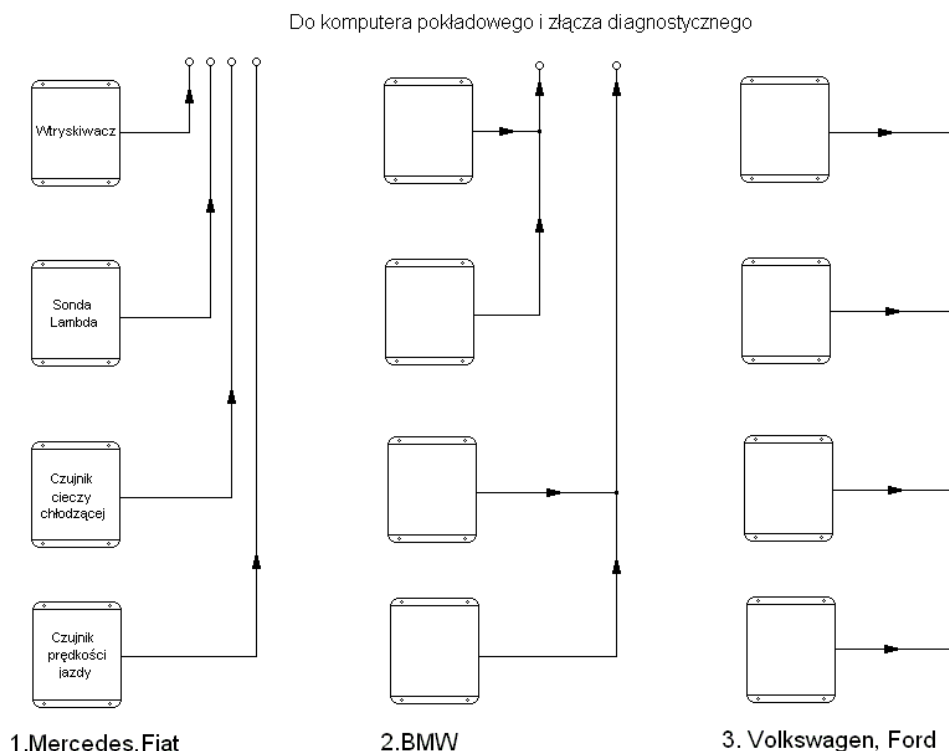 Do komputera pokładowego i złącza diagnostycznego
Wtryskiwacz
Sonda
Lambda
Czujnik
cieczy
chłodzącej
Czujnik
prędkości
jazdy
1.Mercedes,Fiat
2.BMW
3. Volkswagen, Ford